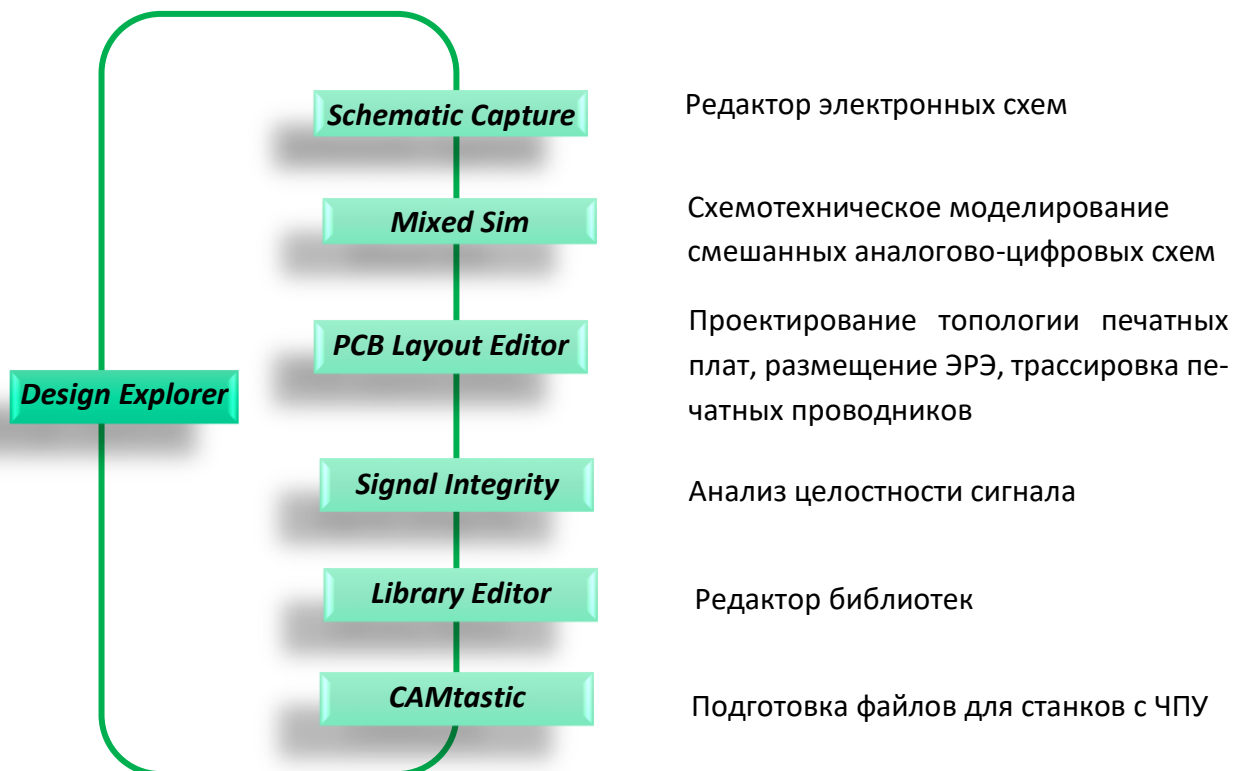 Schematic Capture
Редактор электронных схем
Mixed Sim
Схемотехническое моделирование
смешанных аналогово-цифровых схем
PCB Layout Editor
Проектирование топологии печатных
плат, размещение ЭРЭ, трассировка пе-
чатных проводников
Design Explorer
Signal Integrity
Анализ целостности сигнала
Library Editor
Редактор библиотек
CAMtastic
Подготовка файлов для станков с ЧПУ